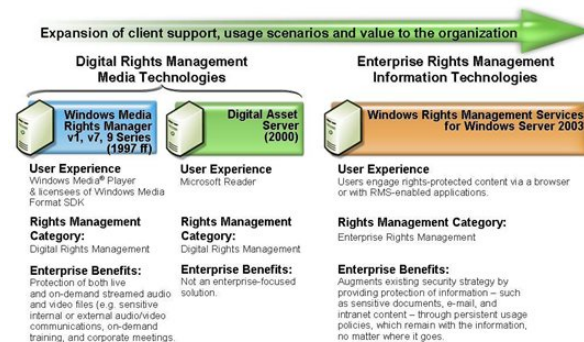 Expansion of client support, usage scenarios and value to the organization
Digital Rights Management
Media Technologies
Enterprise Rights Management
Information Technologies
Windows Media
Rights Manager
v1, v7, 9 Series
(1997 ff)
Digital Asset
Server
(2000)
Windows Rights Management Services
for Windows Server 2003
User Experience
Windows Media® Player
& licensees of Windows Media
Format SDK
Rights Management
Category:
Digital Rights Management
Enterprise Benefits:
Protection of both live
and on-demand streamed audio
and video files (e.g. sensitive
internal or external audio/video
communications, on-demand
training, and corporate meetings.
User Experience
Microsoft Reader
Rights Management
Category:
Digital Rights Management
Enterprise Benefits:
Not an enterprise-focused
solution.
User Experience
Users engage rights-protected content via a browser
or with RMS-enabled applications.
Rights Management Category:
Enterprise Rights Management
Enterprise Benefits:
Augments existing security strategy by
providing protection of information – such
as sensitive documents, e-mail, and
intranet content – through persistent usage
policies, which remain with the information,
no matter where it goes.